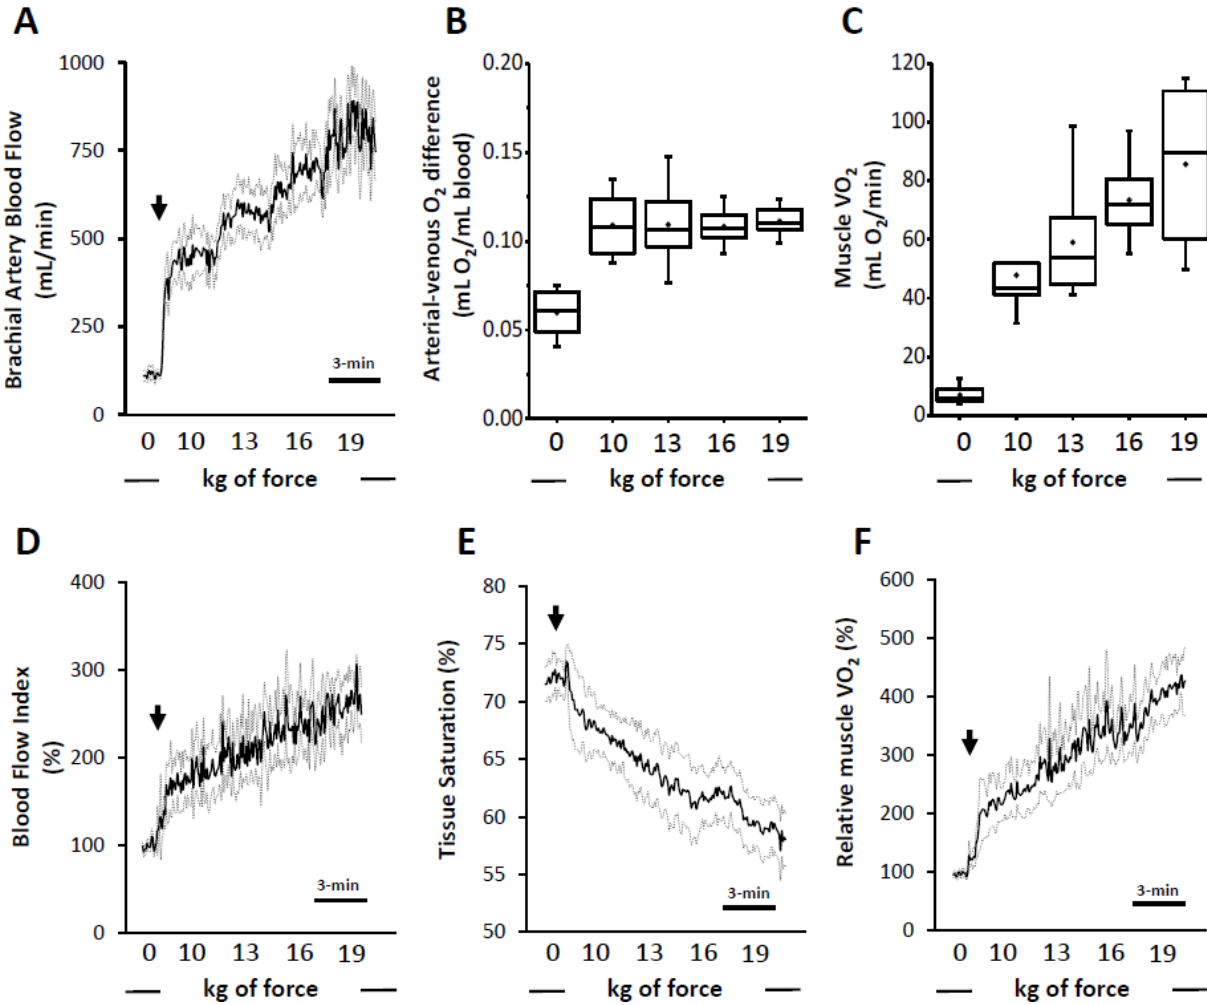 A
Brachial Artery Blood Flow
(mL/min)
1000
750
500
250
0
3-min
0 10 13 16 19
kg of force
B
Arterial-venous O₂ difference
(mL O₂/mL blood)
0.20
0.15
0.10
0.05
0.00
0 10 13 16 19
kg of force
C
Muscle VO₂
(mL O₂/min)
120
100
80
60
40
20
0
0 10 13 16 19
kg of force
D
Blood Flow Index
(%)
400
300
200
100
0
3-min
0 10 13 16 19
kg of force
E
Tissue Saturation (%)
80
75
70
65
60
55
50
3-min
0 10 13 16 19
kg of force
F
Relative muscle VO₂ (%)
600
500
400
300
200
100
0
3-min
0 10 13 16 19
kg of force